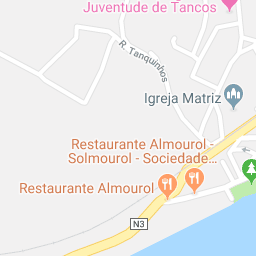 Juventude de Tancos
R. Tanquinhos
Igreja Matriz
Restaurante Almourol -
Solmourol - Sociedade...
Restaurante Almourol
N3